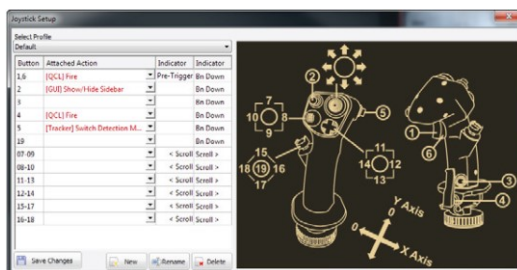 Joystick Setup
Select Profile
Default
Button Attached Action Indicator Indicator
1,6 [QCL] Fire Pre-Trigger Bn Down
2 [GUI] Show/Hide Sidebar Bn Down
3 Bn Down
4 [QCL] Fire Bn Down
5 [Tracker] Switch Detection M... Bn Down
19 Bn Down
07-09 < Scroll Scroll >
08-10 < Scroll Scroll >
11-13 < Scroll Scroll >
12-14 < Scroll Scroll >
15-17 < Scroll Scroll >
16-18 < Scroll Scroll >
Save Changes New Rename Delete
2
7
10 8
9
5
11
14 12
13
15
18 19 16
17
1
6
3
4
0
Y Axis
0
X Axis